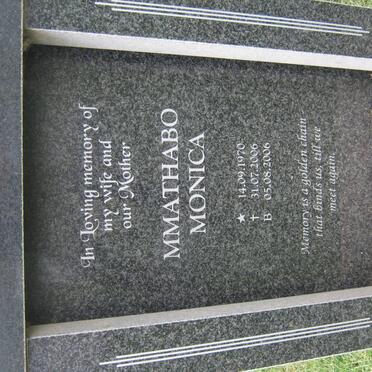 In Loving memory of
my wife and
our Mother
MMATHABO
MONICA
★ 14.09.1970
† 31.07.2006
B 05.08.2006
Memory is a golden chain
that binds us, till we
meet again.